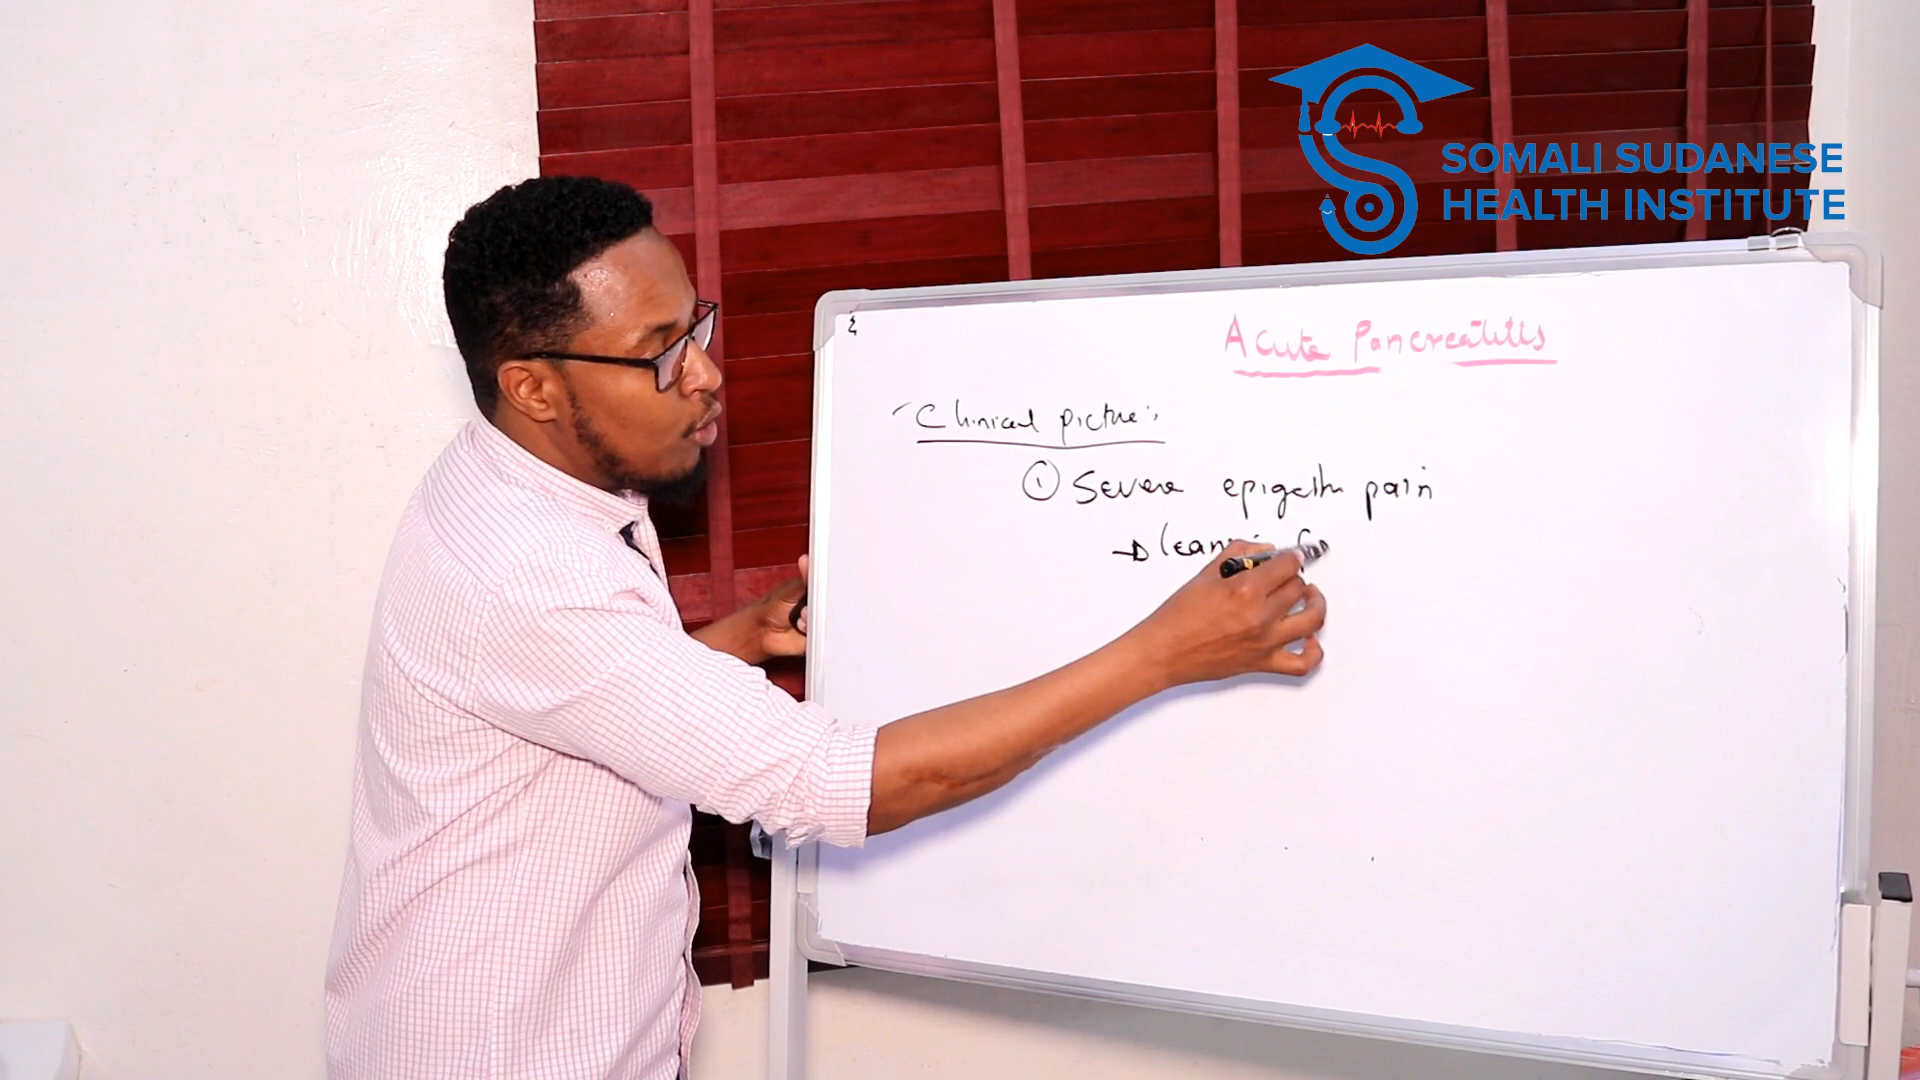 SOMALI SUDANESE
HEALTH INSTITUTE
Acute Pancreatitis
Clinical picture:
① Severe epigastric pain